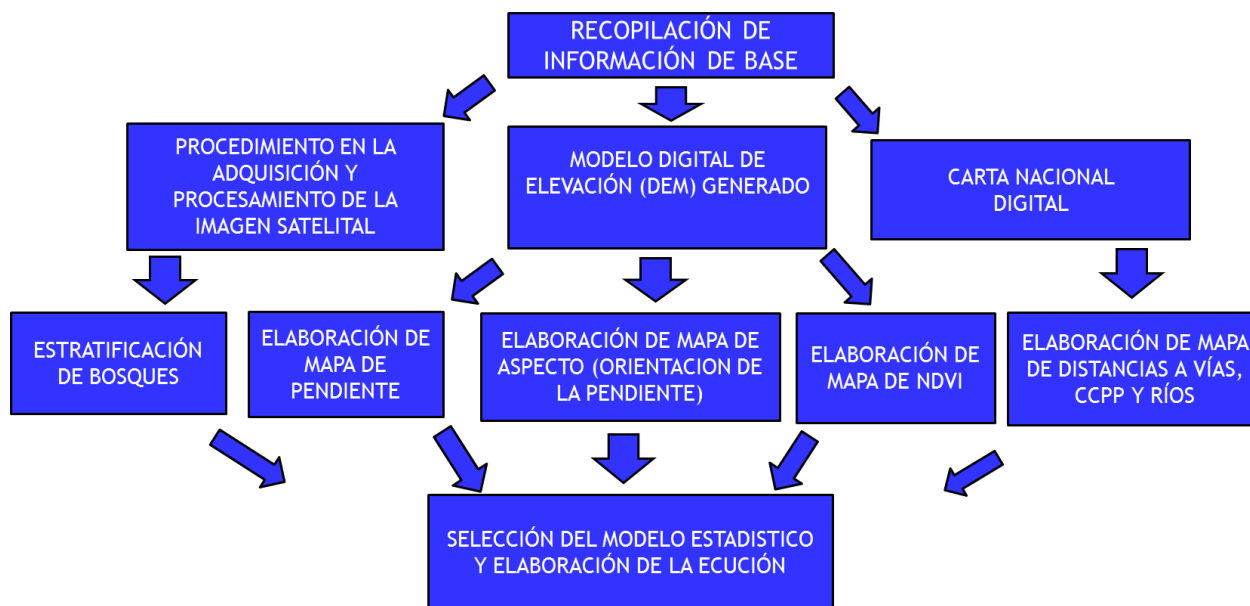 RECOPILACIÓN DE
INFORMACIÓN DE BASE
PROCEDIMIENTO EN LA
ADQUISICIÓN Y
PROCESAMIENTO DE LA
IMAGEN SATELITAL
MODELO DIGITAL DE
ELEVACIÓN (DEM) GENERADO
CARTA NACIONAL
DIGITAL
ESTRATIFICACIÓN
DE BOSQUES
ELABORACIÓN DE
MAPA DE
PENDIENTE
ELABORACIÓN DE MAPA DE
ASPECTO (ORIENTACION DE
LA PENDIENTE)
ELABORACIÓN DE
MAPA DE NDVI
ELABORACIÓN DE MAPA
DE DISTANCIAS A VÍAS,
CCPP Y RÍOS
SELECCIÓN DEL MODELO ESTADISTICO
Y ELABORACIÓN DE LA ECUCIÓN